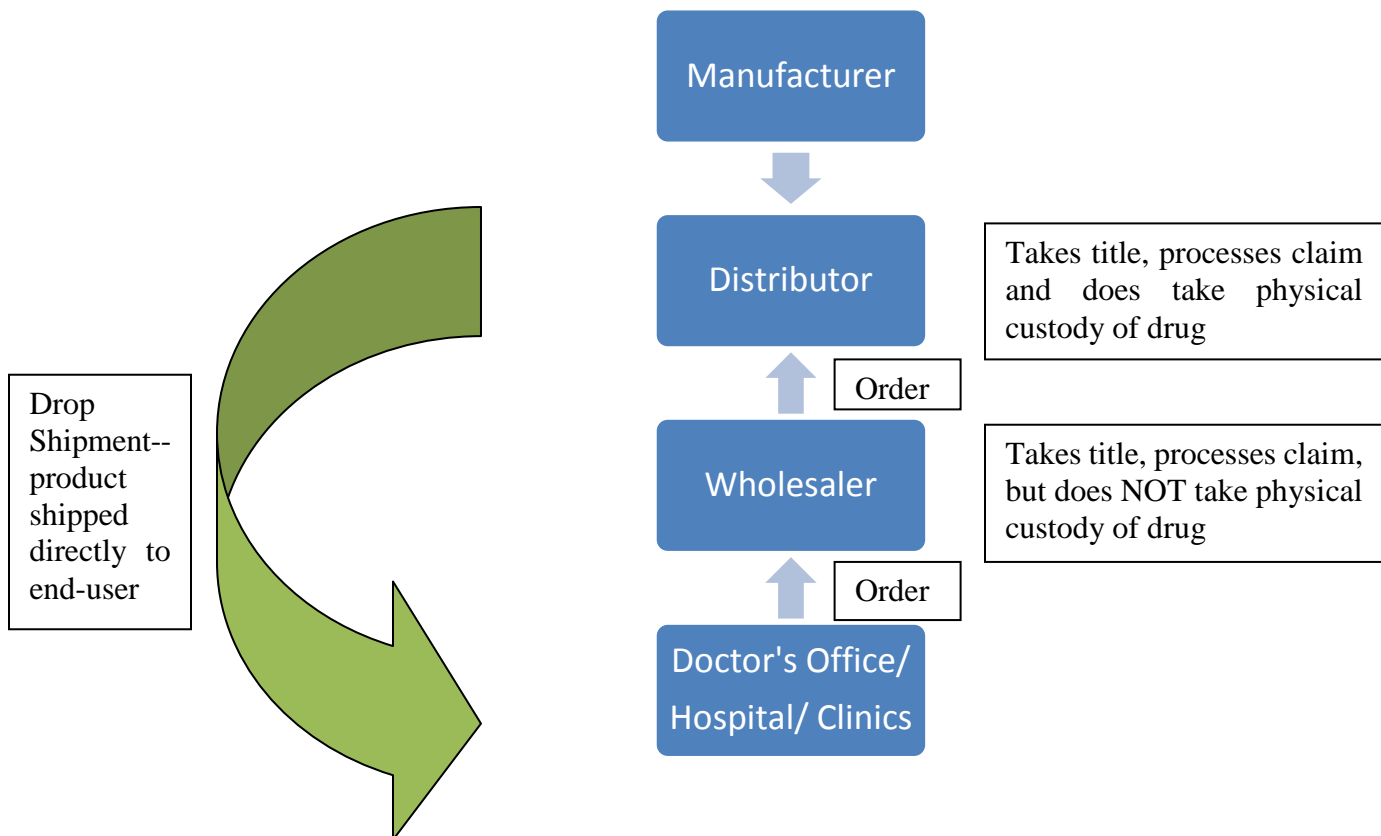 Manufacturer
Distributor
Takes title, processes claim
and does take physical
custody of drug
Order
Drop
Shipment--
product
shipped
directly to
end-user
Wholesaler
Takes title, processes claim,
but does NOT take physical
custody of drug
Order
Doctor's Office/
Hospital/ Clinics